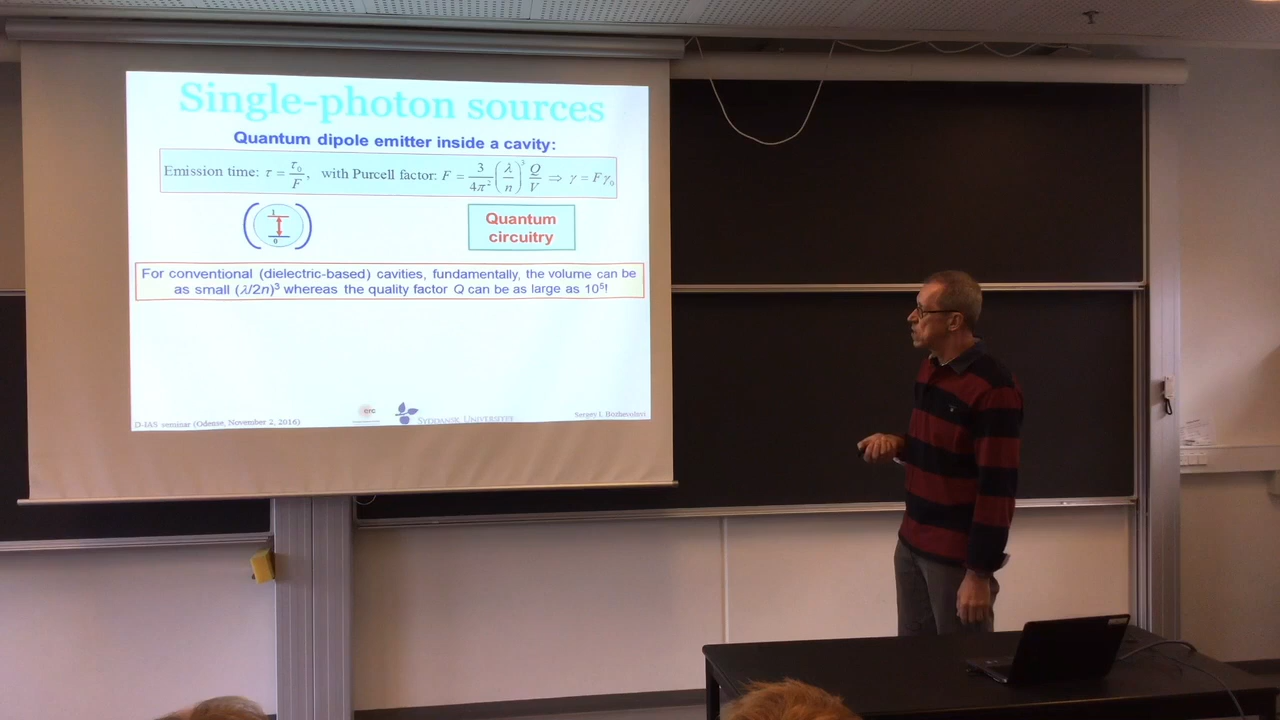 Single-photon sources
Quantum dipole emitter inside a cavity:
Emission time: τ = τ₀/F, with Purcell factor: F = 3/4π² (λ/n)³ Q/V ⇒ γ = Fγ₀
1
0
Quantum
circuitry
For conventional (dielectric-based) cavities, fundamentally, the volume can be
as small (λ/2n)³ whereas the quality factor Q can be as large as 10⁵!
D-IAS seminar (Odense, November 2, 2016)
erc
Syddansk Universitet
Sergey I. Bozhevolnyi